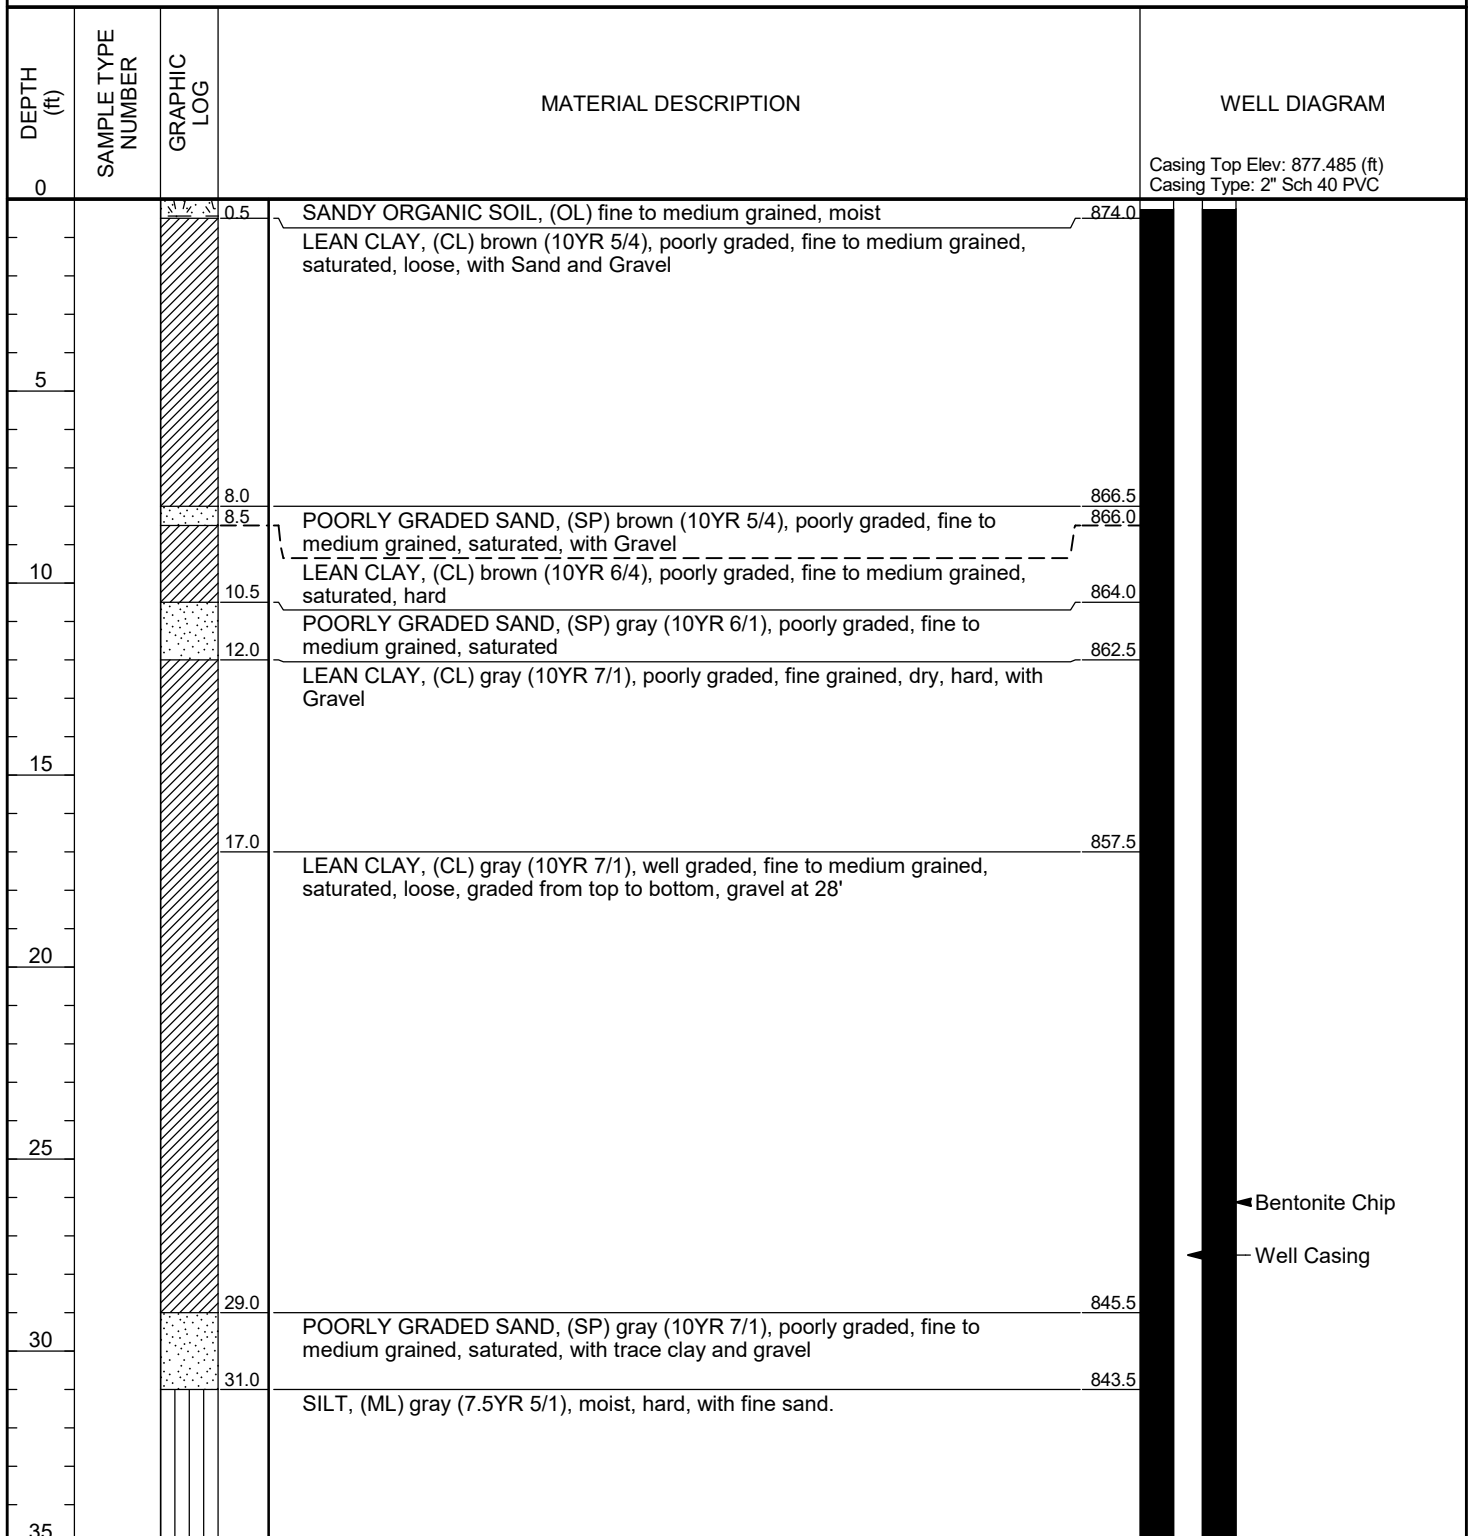 DEPTH
(ft)
SAMPLE TYPE
NUMBER
GRAPHIC
LOG
MATERIAL DESCRIPTION
WELL DIAGRAM
Casing Top Elev: 877.485 (ft)
Casing Type: 2" Sch 40 PVC
0
0.5
SANDY ORGANIC SOIL, (OL) fine to medium grained, moist
874.0
LEAN CLAY, (CL) brown (10YR 5/4), poorly graded, fine to medium grained,
saturated, loose, with Sand and Gravel
5
8.0
866.5
8.5
POORLY GRADED SAND, (SP) brown (10YR 5/4), poorly graded, fine to
866.0
medium grained, saturated, with Gravel
10
LEAN CLAY, (CL) brown (10YR 6/4), poorly graded, fine to medium grained,
saturated, hard
10.5
864.0
POORLY GRADED SAND, (SP) gray (10YR 6/1), poorly graded, fine to
medium grained, saturated
12.0
862.5
LEAN CLAY, (CL) gray (10YR 7/1), poorly graded, fine grained, dry, hard, with
Gravel
15
17.0
857.5
LEAN CLAY, (CL) gray (10YR 7/1), well graded, fine to medium grained,
saturated, loose, graded from top to bottom, gravel at 28'
20
25
Bentonite Chip
Well Casing
29.0
845.5
POORLY GRADED SAND, (SP) gray (10YR 7/1), poorly graded, fine to
medium grained, saturated, with trace clay and gravel
30
31.0
843.5
SILT, (ML) gray (7.5YR 5/1), moist, hard, with fine sand.
35